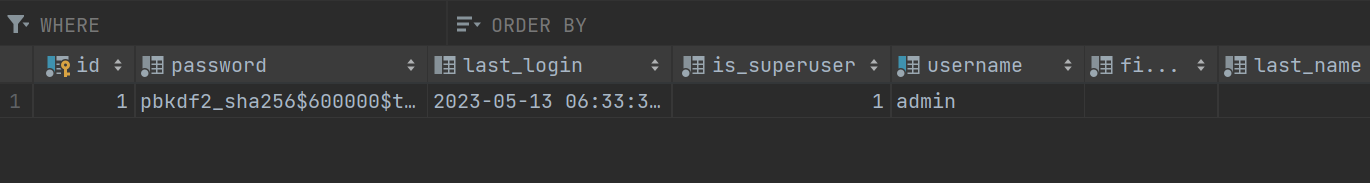 WHERE ORDER BY
id password last_login is_superuser username fi... last_name
1 1 pbkdf2_sha256$600000$t... 2023-05-13 06:33:3... 1 admin